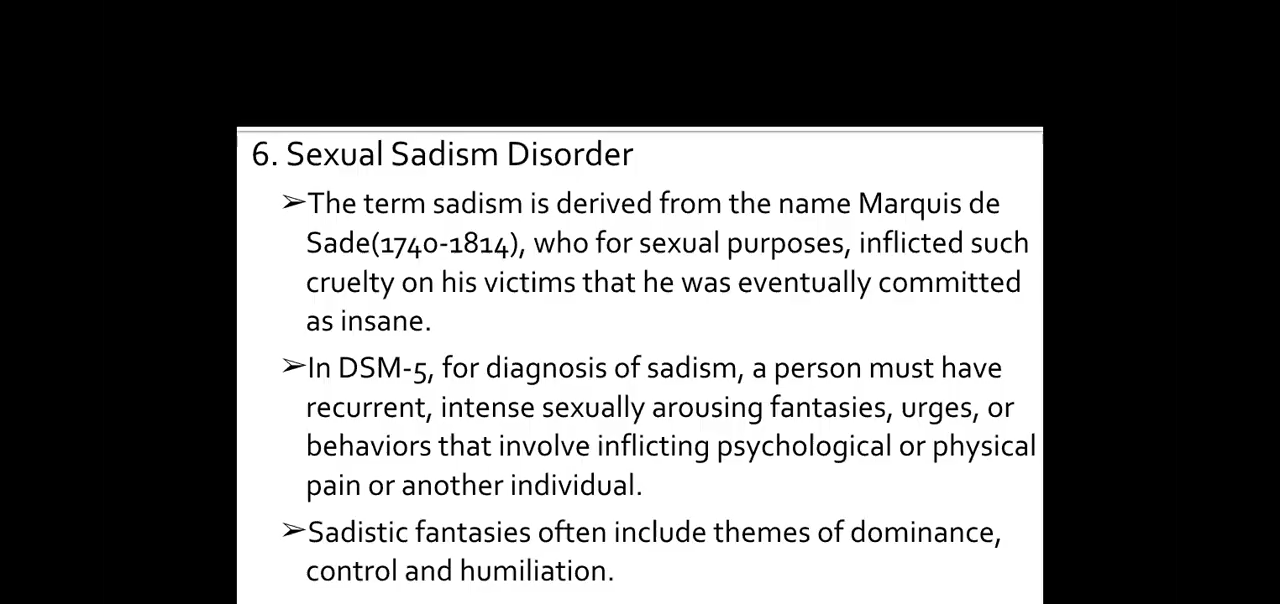 6. Sexual Sadism Disorder
➢The term sadism is derived from the name Marquis de
Sade(1740-1814), who for sexual purposes, inflicted such
cruelty on his victims that he was eventually committed
as insane.
➢In DSM-5, for diagnosis of sadism, a person must have
recurrent, intense sexually arousing fantasies, urges, or
behaviors that involve inflicting psychological or physical
pain or another individual.
➢Sadistic fantasies often include themes of dominance,
control and humiliation.